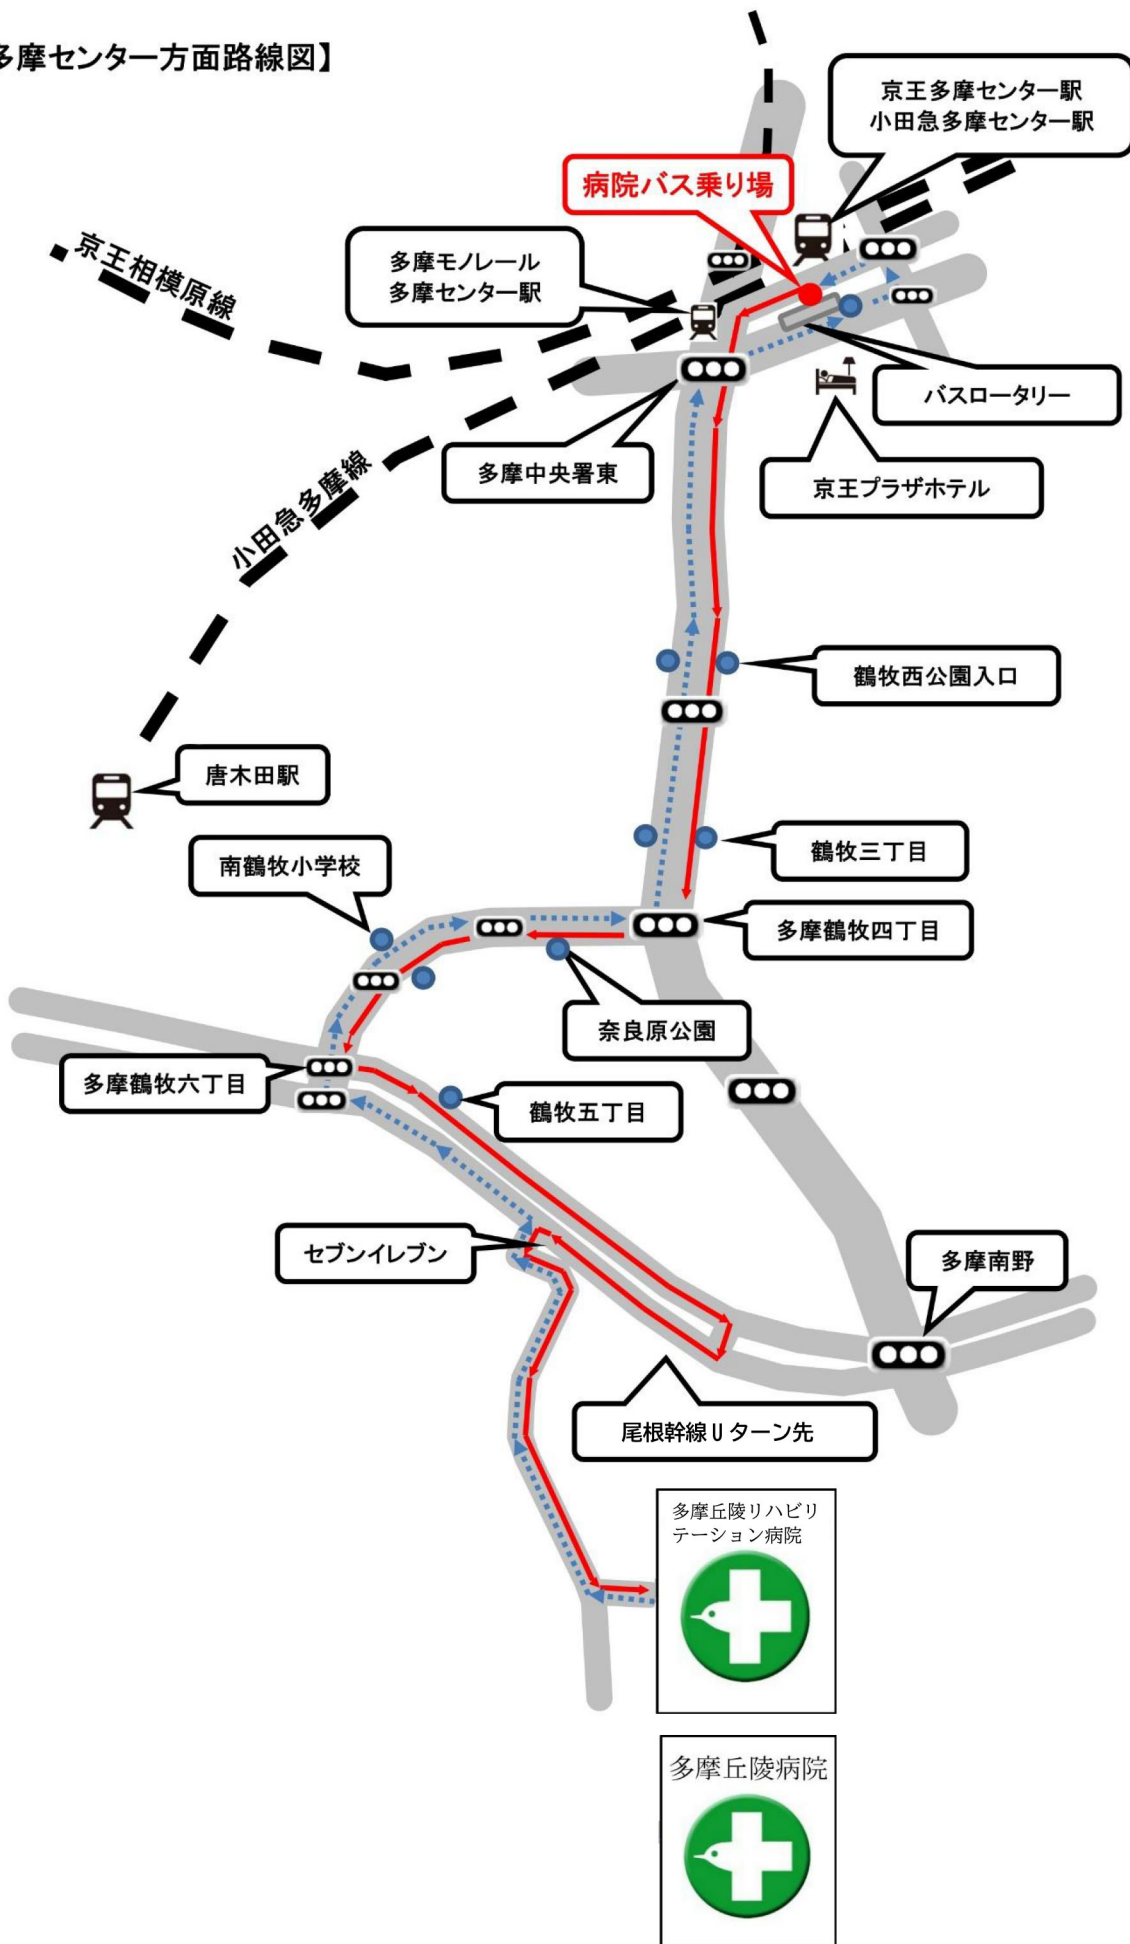 多摩センター方面路線図】
京王多摩センター駅
小田急多摩センター駅
病院バス乗り場
多摩モノレール
多摩センター駅
京王相模原線
バスロータリー
多摩中央署東
京王プラザホテル
小田急多摩線
鶴牧西公園入口
唐木田駅
鶴牧三丁目
南鶴牧小学校
多摩鶴牧四丁目
奈良原公園
多摩鶴牧六丁目
鶴牧五丁目
セブンイレブン
多摩南野
尾根幹線Uターン先
多摩丘陵リハビリ
テーション病院
多摩丘陵病院